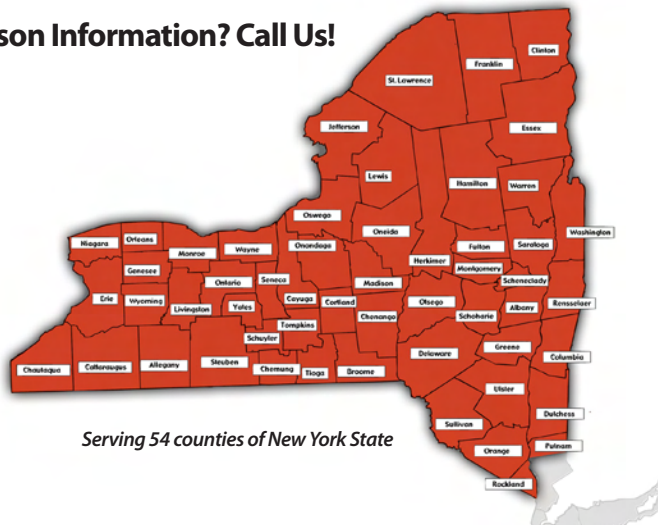 son Information? Call Us!
Clinton
Franklin
St. Lawrence
Jefferson
Essex
Lewis
Hamilton
Warren
Oswego
Oneida
Washington
Niagara
Orleans
Monroe
Wayne
Onondaga
Fulton
Saratoga
Herkimer
Montgomery
Genesee
Ontario
Seneca
Madison
Schenectady
Erie
Wyoming
Livingston
Yates
Cayuga
Cortland
Chenango
Otsego
Schoharie
Albany
Rensselaer
Tompkins
Schuyler
Greene
Delaware
Columbia
Chautaqua
Cattaraugus
Allegany
Steuben
Chemung
Tioga
Broome
Ulster
Dutchess
Sullivan
Serving 54 counties of New York State
Orange
Putnam
Rockland